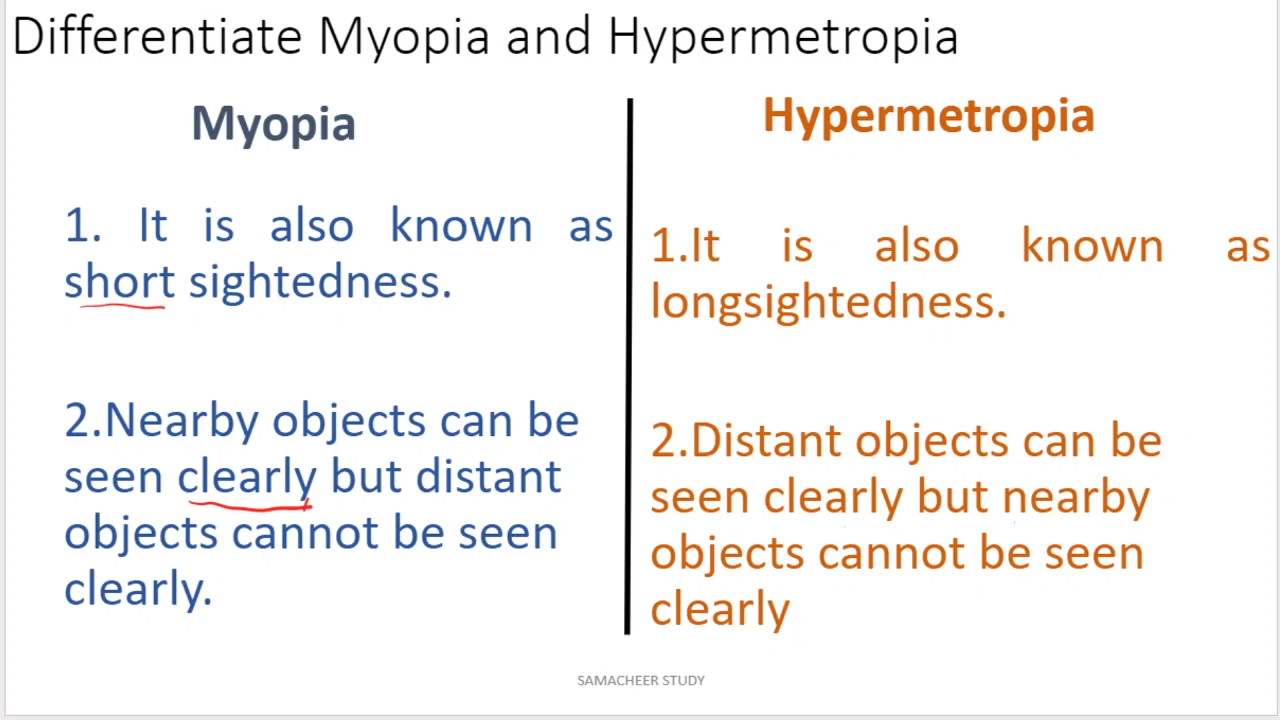 Differentiate Myopia and Hypermetropia
Myopia
1. It is also known as
short sightedness.
2.Nearby objects can be
seen clearly but distant
objects cannot be seen
clearly.
Hypermetropia
1.It is also known as
longsightedness.
2.Distant objects can be
seen clearly but nearby
objects cannot be seen
clearly
SAMACHEER STUDY